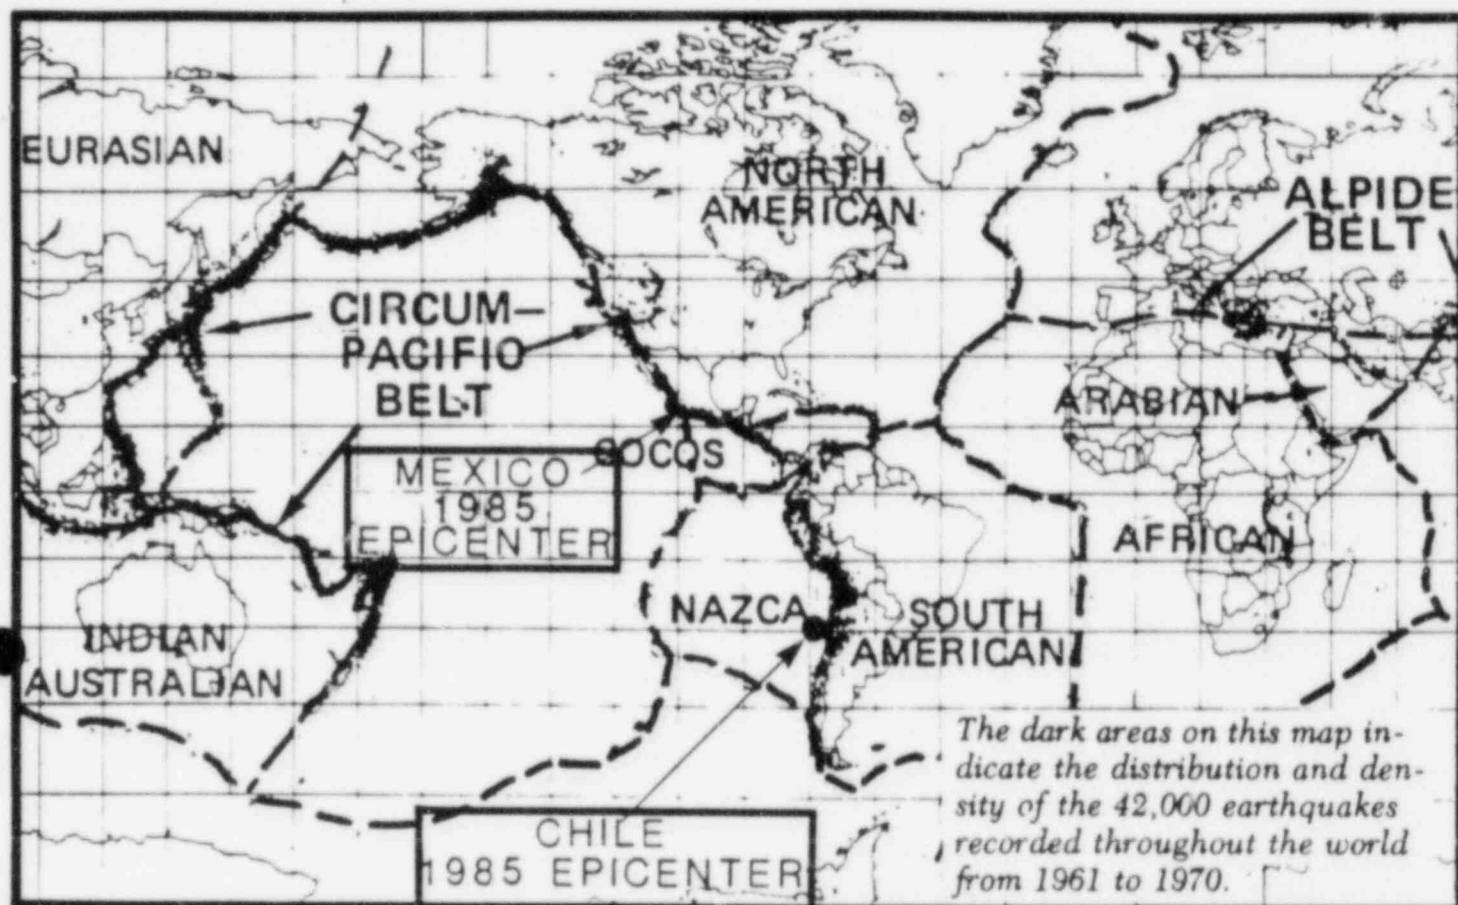 EURASIAN
NORTH
AMERICAN
ALPIDE
BELT
CIRCUM—
PACIFIC
BELT
ARABIAN
COCOS
MEXICO
1985
EPICENTER
AFRICAN
NAZCA
SOUTH
AMERICAN
INDIAN
AUSTRALIAN
CHILE
1985 EPICENTER
The dark areas on this map in-
dicate the distribution and den-
sity of the 42,000 earthquakes
recorded throughout the world
from 1961 to 1970.